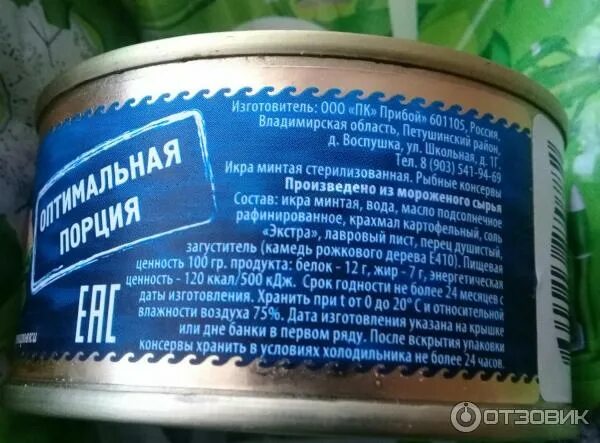 ОПТИМАЛЬНАЯ
ПОРЦИЯ
EAC
Изготовитель: ООО «ПК» Прибой» 601105, Россия,
Владимирская область, Петушинский район,
д. Воспушка, ул. Школьная, д. 1Г.
Тел. 8 (903) 541-94-69
Икра минтая стерилизованная. Рыбные консервы
Произведено из мороженого сырья
Состав: икра минтая, вода, масло подсолнечное
рафинированное, крахмал картофельный, соль
«Экстра», лавровый лист, перец душистый,
загуститель (камедь рожкового дерева Е410). Пищевая
ценность 100 гр. продукта: белок - 12 г, жир - 7 г, энергетическая
ценность - 120 ккал/500 кДж. Срок годности не более 24 месяцев с
даты изготовления. Хранить при t от 0 до 20° С и относительной
влажности воздуха 75%. Дата изготовления указана на крышке
или дне банки в первом ряду. После вскрытия упаковки
консервы хранить в условиях холодильника не более 24 часов.
ОТЗОВИК